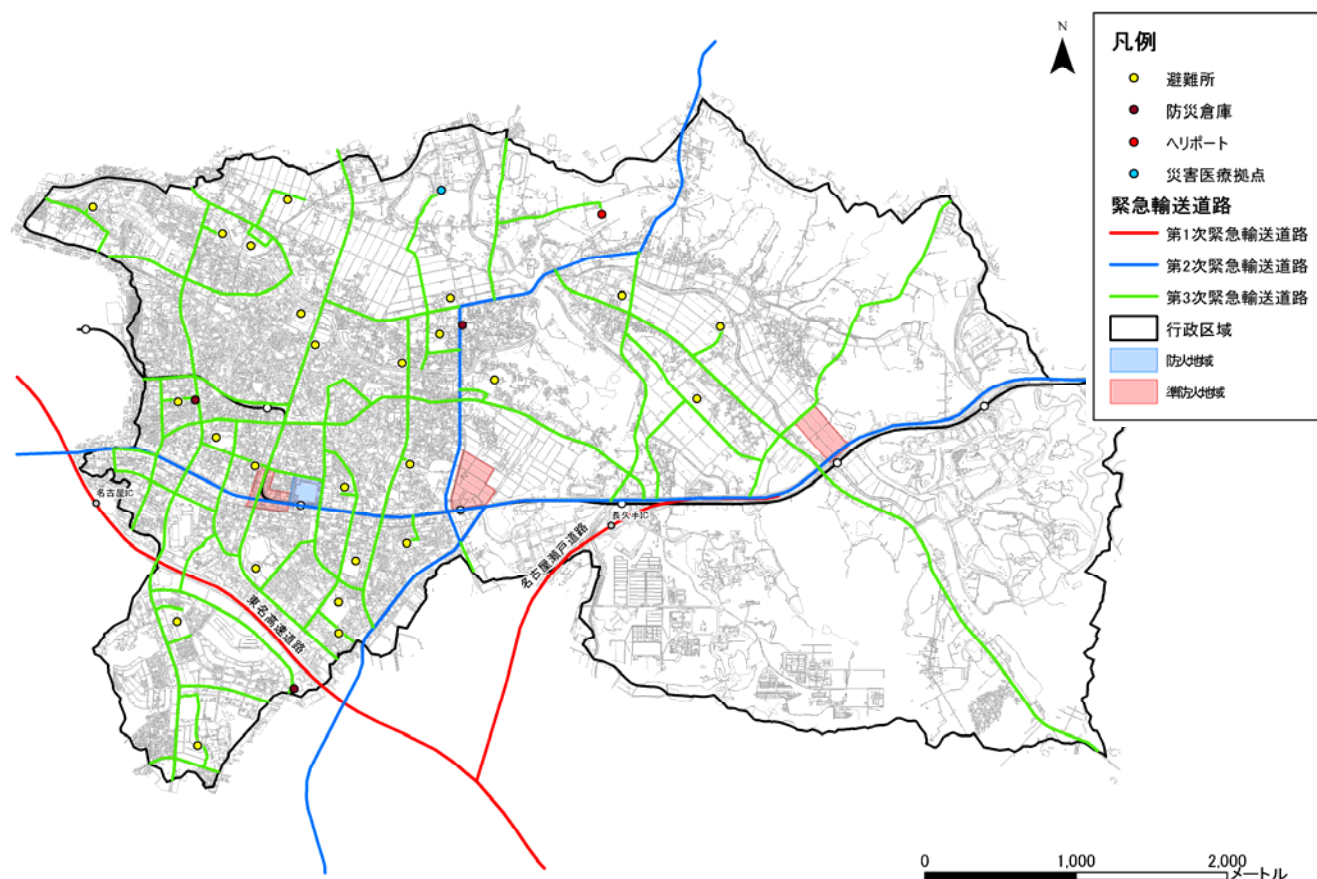 N
凡例
避難所
防災倉庫
ヘリポート
災害医療拠点
緊急輸送道路
第1次緊急輸送道路
第2次緊急輸送道路
第3次緊急輸送道路
行政区域
防火地域
準防火地域
名古屋IC
長久手IC
名古屋瀬戸道路
東名高速道路
0 1,000 2,000
メートル